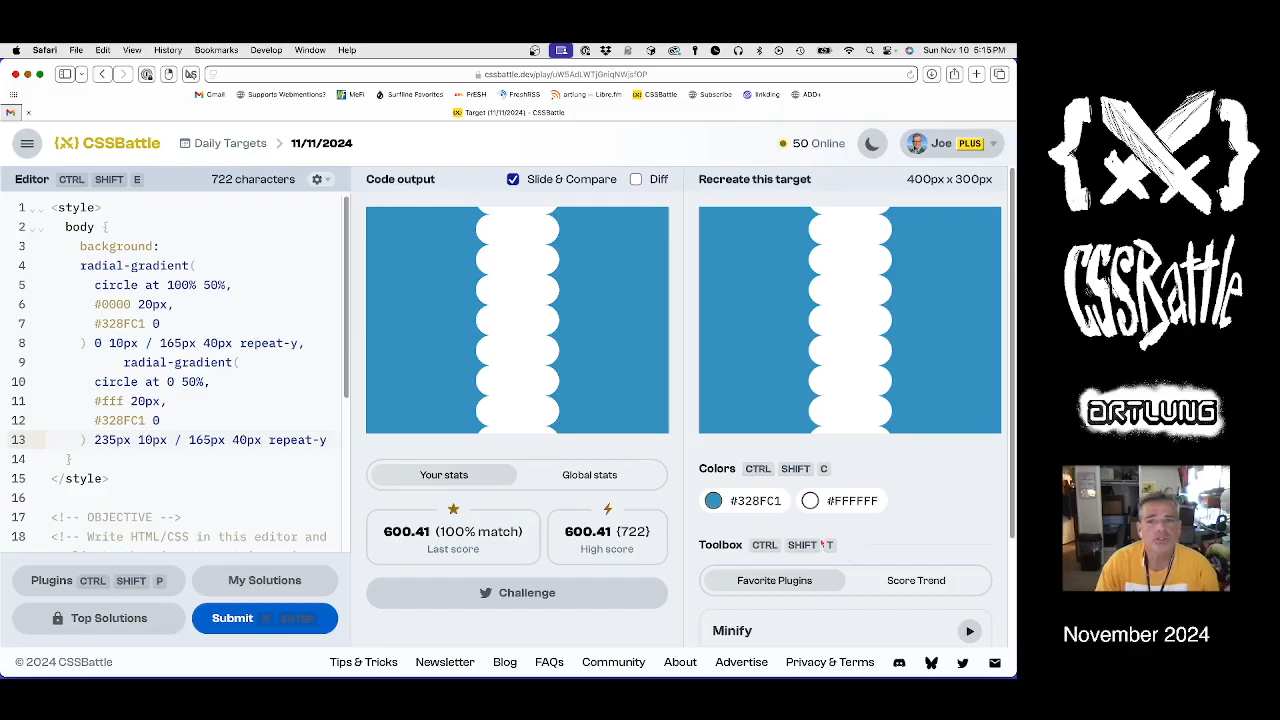 Safari File Edit View History Bookmarks Develop Window Help Sun Nov 10 5:15 PM
cssbattle.dev/play/uW5AdLWTjGniqNWjsfOP
Gmail Supports Webmentions? MeFi Surfline Favorites FrESH FreshRSS artlung — Libre.fm CSSBattle Subscribe linkding ADD+
Target (11/11/2024) – CSSBattle
CSSBattle Daily Targets 11/11/2024 50 Online Joe PLUS
Editor CTRL SHIFT E 722 characters
Code output Slide & Compare Diff
Recreate this target 400px x 300px
1 <style>
2 body {
3 background:
4 radial-gradient(
5 circle at 100% 50%,
6 #0000 20px,
7 #328FC1 0
8 ) 0 10px / 165px 40px repeat-y,
9 radial-gradient(
10 circle at 0 50%,
11 #fff 20px,
12 #328FC1 0
13 ) 235px 10px / 165px 40px repeat-y
14 }
15 </style>
16
17 <!-- OBJECTIVE -->
18 <!-- Write HTML/CSS in this editor and
Plugins CTRL SHIFT P My Solutions
Top Solutions Submit ENTER
Your stats Global stats
600.41 (100% match) 600.41 {722}
Last score High score
Challenge
Colors CTRL SHIFT C
#328FC1 #FFFFFF
Toolbox CTRL SHIFT T
Favorite Plugins Score Trend
Minify
© 2024 CSSBattle Tips & Tricks Newsletter Blog FAQs Community About Advertise Privacy & Terms
CSSBattle
ARTLUNG
November 2024